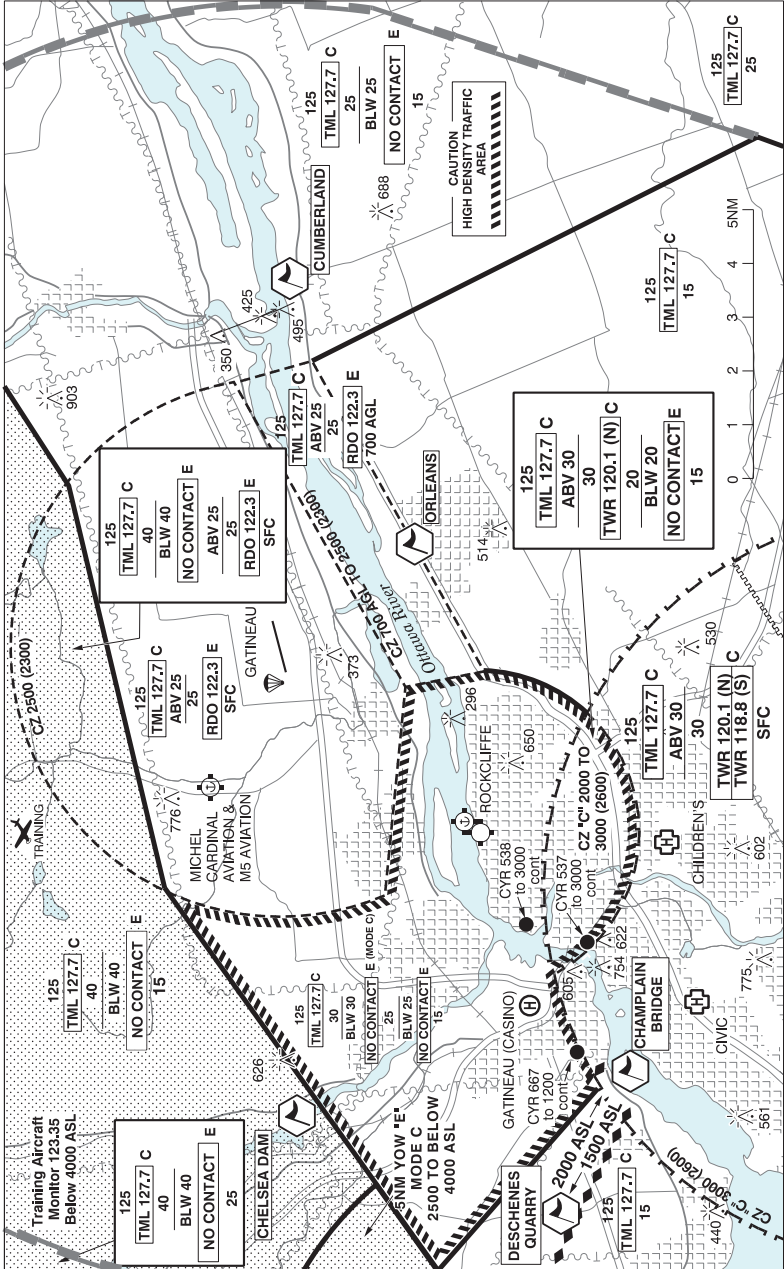 Training Aircraft
Monitor 123.35
Below 4000 ASL
125
TML 127.7 C
40
BLW 40
NO CONTACT E
25
CHELSEA DAM
125
TML 127.7 C
40
BLW 40
NO CONTACT E
15
TRAINING
CZ 2500 (2300)
903
626
776
MICHEL
CARDINAL
AVIATION &
M5 AVIATION
125
TML 127.7 C
ABV 25
25
RDO 122.3 E
SFC
125
TML 127.7 C
40
BLW 40
NO CONTACT E
ABV 25
25
RDO 122.3 E
SFC
GATINEAU
373
5NM YOW "E"
MODE C
2500 TO BELOW
4000 ASL
125
TML 127.7 C
30
BLW 30
NO CONTACT E (MODE C)
25
BLW 25
NO CONTACT E
15
350
425
495
CUMBERLAND
125
TML 127.7 C
25
BLW 25
NO CONTACT E
15
688
CAUTION
HIGH DENSITY TRAFFIC
AREA
125
TML 127.7 C
ABV 25
25
RDO 122.3 E
700 AGL
CZ 700 AGL TO 2500 (2300)
Ottawa River
ORLEANS
514
296
ROCKCLIFFE
650
CYR 538
to 3000
cont
CYR 537
to 3000
cont
CZ "C" 2000 TO
3000 (2600)
GATINEAU (CASINO)
H
CYR 667
to 1200
cont
605
754
622
CHAMPLAIN
BRIDGE
DESCHENES
QUARRY
2000 ASL
1500 ASL
125
TML 127.7 C
15
440
CZ "C" 3000 (2600)
561
CIVIC
H
775
CHILDREN'S
H
602
530
125
TML 127.7 C
ABV 30
30
TWR 120.1 (N)
TWR 118.8 (S) C
SFC
125
TML 127.7 C
ABV 30
30
TWR 120.1 (N) C
20
BLW 20
NO CONTACT E
15
125
TML 127.7 C
15
125
TML 127.7 C
25
0 1 2 3 4 5NM